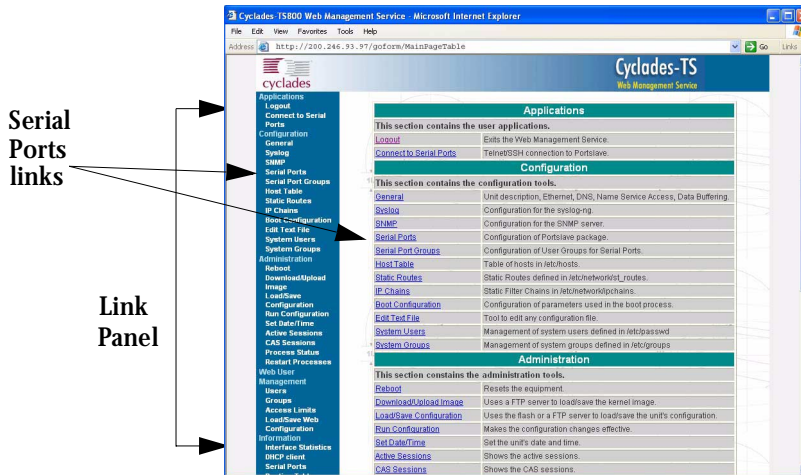 Cyclades-TS800 Web Management Service - Microsoft Internet Explorer
File Edit View Favorites Tools Help
Address http://200.246.93.97/goform/MainPageTable Go Links
cyclades
Cyclades-TS
Web Management Service
Serial
Ports
links
Link
Panel
Applications
Logout
Connect to Serial
Ports
Configuration
General
Syslog
SNMP
Serial Ports
Serial Port Groups
Host Table
Static Routes
IP Chains
Boot Configuration
Edit Text File
System Users
System Groups
Administration
Reboot
Download/Upload
Image
Load/Save
Configuration
Run Configuration
Set Date/Time
Active Sessions
CAS Sessions
Process Status
Restart Processes
Web User
Management
Users
Groups
Access Limits
Load/Save Web
Configuration
Information
Interface Statistics
DHCP client
Serial Ports
Applications
This section contains the user applications.
Logout Exits the Web Management Service.
Connect to Serial Ports Telnet/SSH connection to Portslave.
Configuration
This section contains the configuration tools.
General Unit description, Ethernet, DNS, Name Service Access, Data Buffering.
Syslog Configuration for the syslog-ng.
SNMP Configuration for the SNMP server.
Serial Ports Configuration of Portslave package.
Serial Port Groups Configuration of User Groups for Serial Ports.
Host Table Table of hosts in /etc/hosts.
Static Routes Static Routes defined in /etc/network/st_routes.
IP Chains Static Filter Chains in /etc/network/ipchains.
Boot Configuration Configuration of parameters used in the boot process.
Edit Text File Tool to edit any configuration file.
System Users Management of system users defined in /etc/passwd
System Groups Management of system groups defined in /etc/groups
Administration
This section constains the administration tools.
Reboot Resets the equipment.
Download/Upload Image Uses a FTP server to load/save the kernel image.
Load/Save Configuration Uses the flash or a FTP server to load/save the unit's configuration.
Run Configuration Makes the configuration changes effective.
Set Date/Time Set the unit's date and time.
Active Sessions Shows the active sessions.
CAS Sessions Shows the CAS sessions.